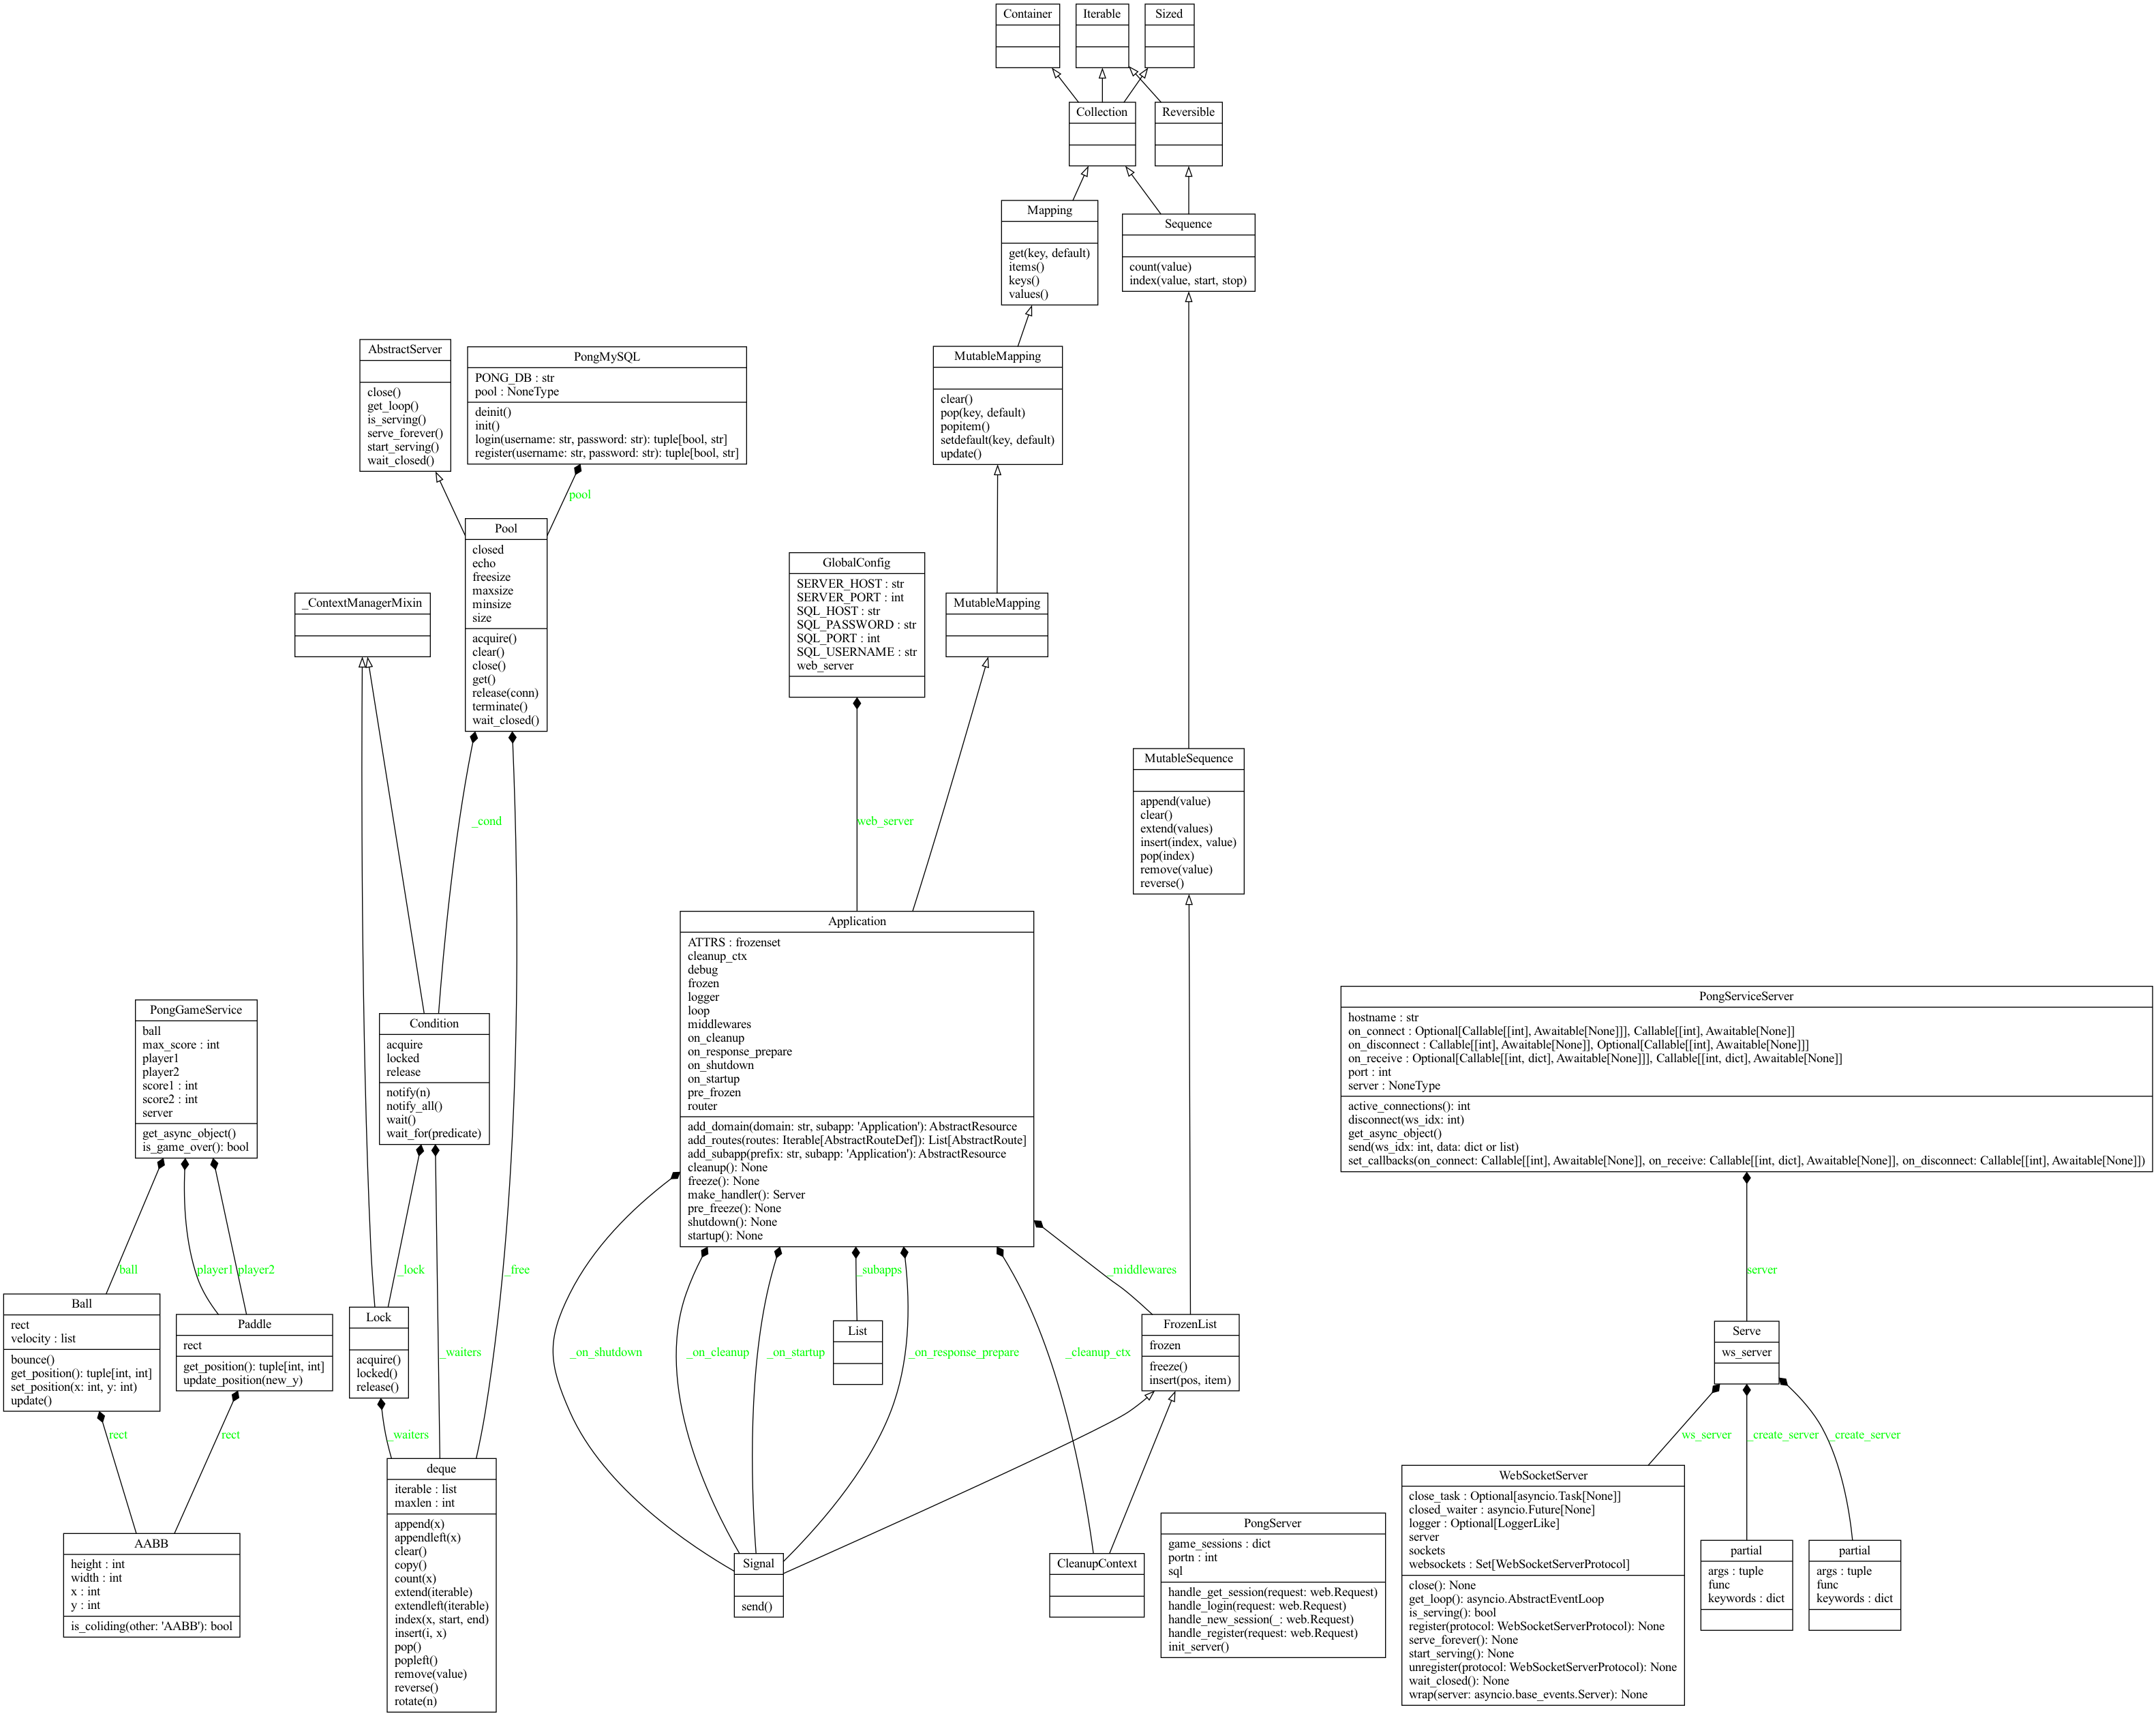 Container
Iterable
Sized
Collection
Reversible
Mapping
get(key, default)
items()
keys()
values()
Sequence
count(value)
index(value, start, stop)
AbstractServer
close()
get_loop()
is_serving()
serve_forever()
start_serving()
wait_closed()
PongMySQL
PONG_DB : str
pool : NoneType
deinit()
init()
login(username: str, password: str): tuple[bool, str]
register(username: str, password: str): tuple[bool, str]
MutableMapping
clear()
pop(key, default)
popitem()
setdefault(key, default)
update()
pool
Pool
closed
echo
freesize
maxsize
minsize
size
acquire()
clear()
close()
get()
release(conn)
terminate()
wait_closed()
GlobalConfig
SERVER_HOST : str
SERVER_PORT : int
SQL_HOST : str
SQL_PASSWORD : str
SQL_PORT : int
SQL_USERNAME : str
web_server
_ContextManagerMixin
MutableMapping
MutableSequence
append(value)
clear()
extend(values)
insert(index, value)
pop(index)
remove(value)
reverse()
_cond
web_server
Application
ATTRS : frozenset
cleanup_ctx
debug
frozen
logger
loop
middlewares
on_cleanup
on_response_prepare
on_shutdown
on_startup
pre_frozen
router
add_domain(domain: str, subapp: 'Application'): AbstractResource
add_routes(routes: Iterable[AbstractRouteDef]): List[AbstractRoute]
add_subapp(prefix: str, subapp: 'Application'): AbstractResource
cleanup(): None
freeze(): None
make_handler(): Server
pre_freeze(): None
shutdown(): None
startup(): None
PongGameService
ball
max_score : int
player1
player2
score1 : int
score2 : int
server
get_async_object()
is_game_over(): bool
Condition
acquire
locked
release
notify(n)
notify_all()
wait()
wait_for(predicate)
PongServiceServer
hostname : str
on_connect : Optional[Callable[[int], Awaitable[None]]], Callable[[int], Awaitable[None]]
on_disconnect : Callable[[int], Awaitable[None]], Optional[Callable[[int], Awaitable[None]]]
on_receive : Optional[Callable[[int, dict], Awaitable[None]]], Callable[[int, dict], Awaitable[None]]
port : int
server : NoneType
active_connections(): int
disconnect(ws_idx: int)
get_async_object()
send(ws_idx: int, data: dict or list)
set_callbacks(on_connect: Callable[[int], Awaitable[None]], on_receive: Callable[[int, dict], Awaitable[None]], on_disconnect: Callable[[int], Awaitable[None]])
ball
player1
player2
_lock
_free
_subapps
_middlewares
server
Ball
rect
velocity : list
bounce()
get_position(): tuple[int, int]
set_position(x: int, y: int)
update()
Paddle
rect
get_position(): tuple[int, int]
update_position(new_y)
Lock
acquire()
locked()
release()
_waiters
_on_shutdown
_on_cleanup
_on_startup
List
_on_response_prepare
_cleanup_ctx
FrozenList
frozen
freeze()
insert(pos, item)
Serve
ws_server
rect
rect
_waiters
ws_server
_create_server
_create_server
AABB
height : int
width : int
x : int
y : int
is_coliding(other: 'AABB'): bool
deque
iterable : list
maxlen : int
append(x)
appendleft(x)
clear()
copy()
count(x)
extend(iterable)
extendleft(iterable)
index(x, start, end)
insert(i, x)
pop()
popleft()
remove(value)
reverse()
rotate(n)
Signal
send()
CleanupContext
PongServer
game_sessions : dict
portn : int
sql
handle_get_session(request: web.Request)
handle_login(request: web.Request)
handle_new_session(_: web.Request)
handle_register(request: web.Request)
init_server()
WebSocketServer
close_task : Optional[asyncio.Task[None]]
closed_waiter : asyncio.Future[None]
logger : Optional[LoggerLike]
server
sockets
websockets : Set[WebSocketServerProtocol]
close(): None
get_loop(): asyncio.AbstractEventLoop
is_serving(): bool
register(protocol: WebSocketServerProtocol): None
serve_forever(): None
start_serving(): None
unregister(protocol: WebSocketServerProtocol): None
wait_closed(): None
wrap(server: asyncio.base_events.Server): None
partial
args : tuple
func
keywords : dict
partial
args : tuple
func
keywords : dict